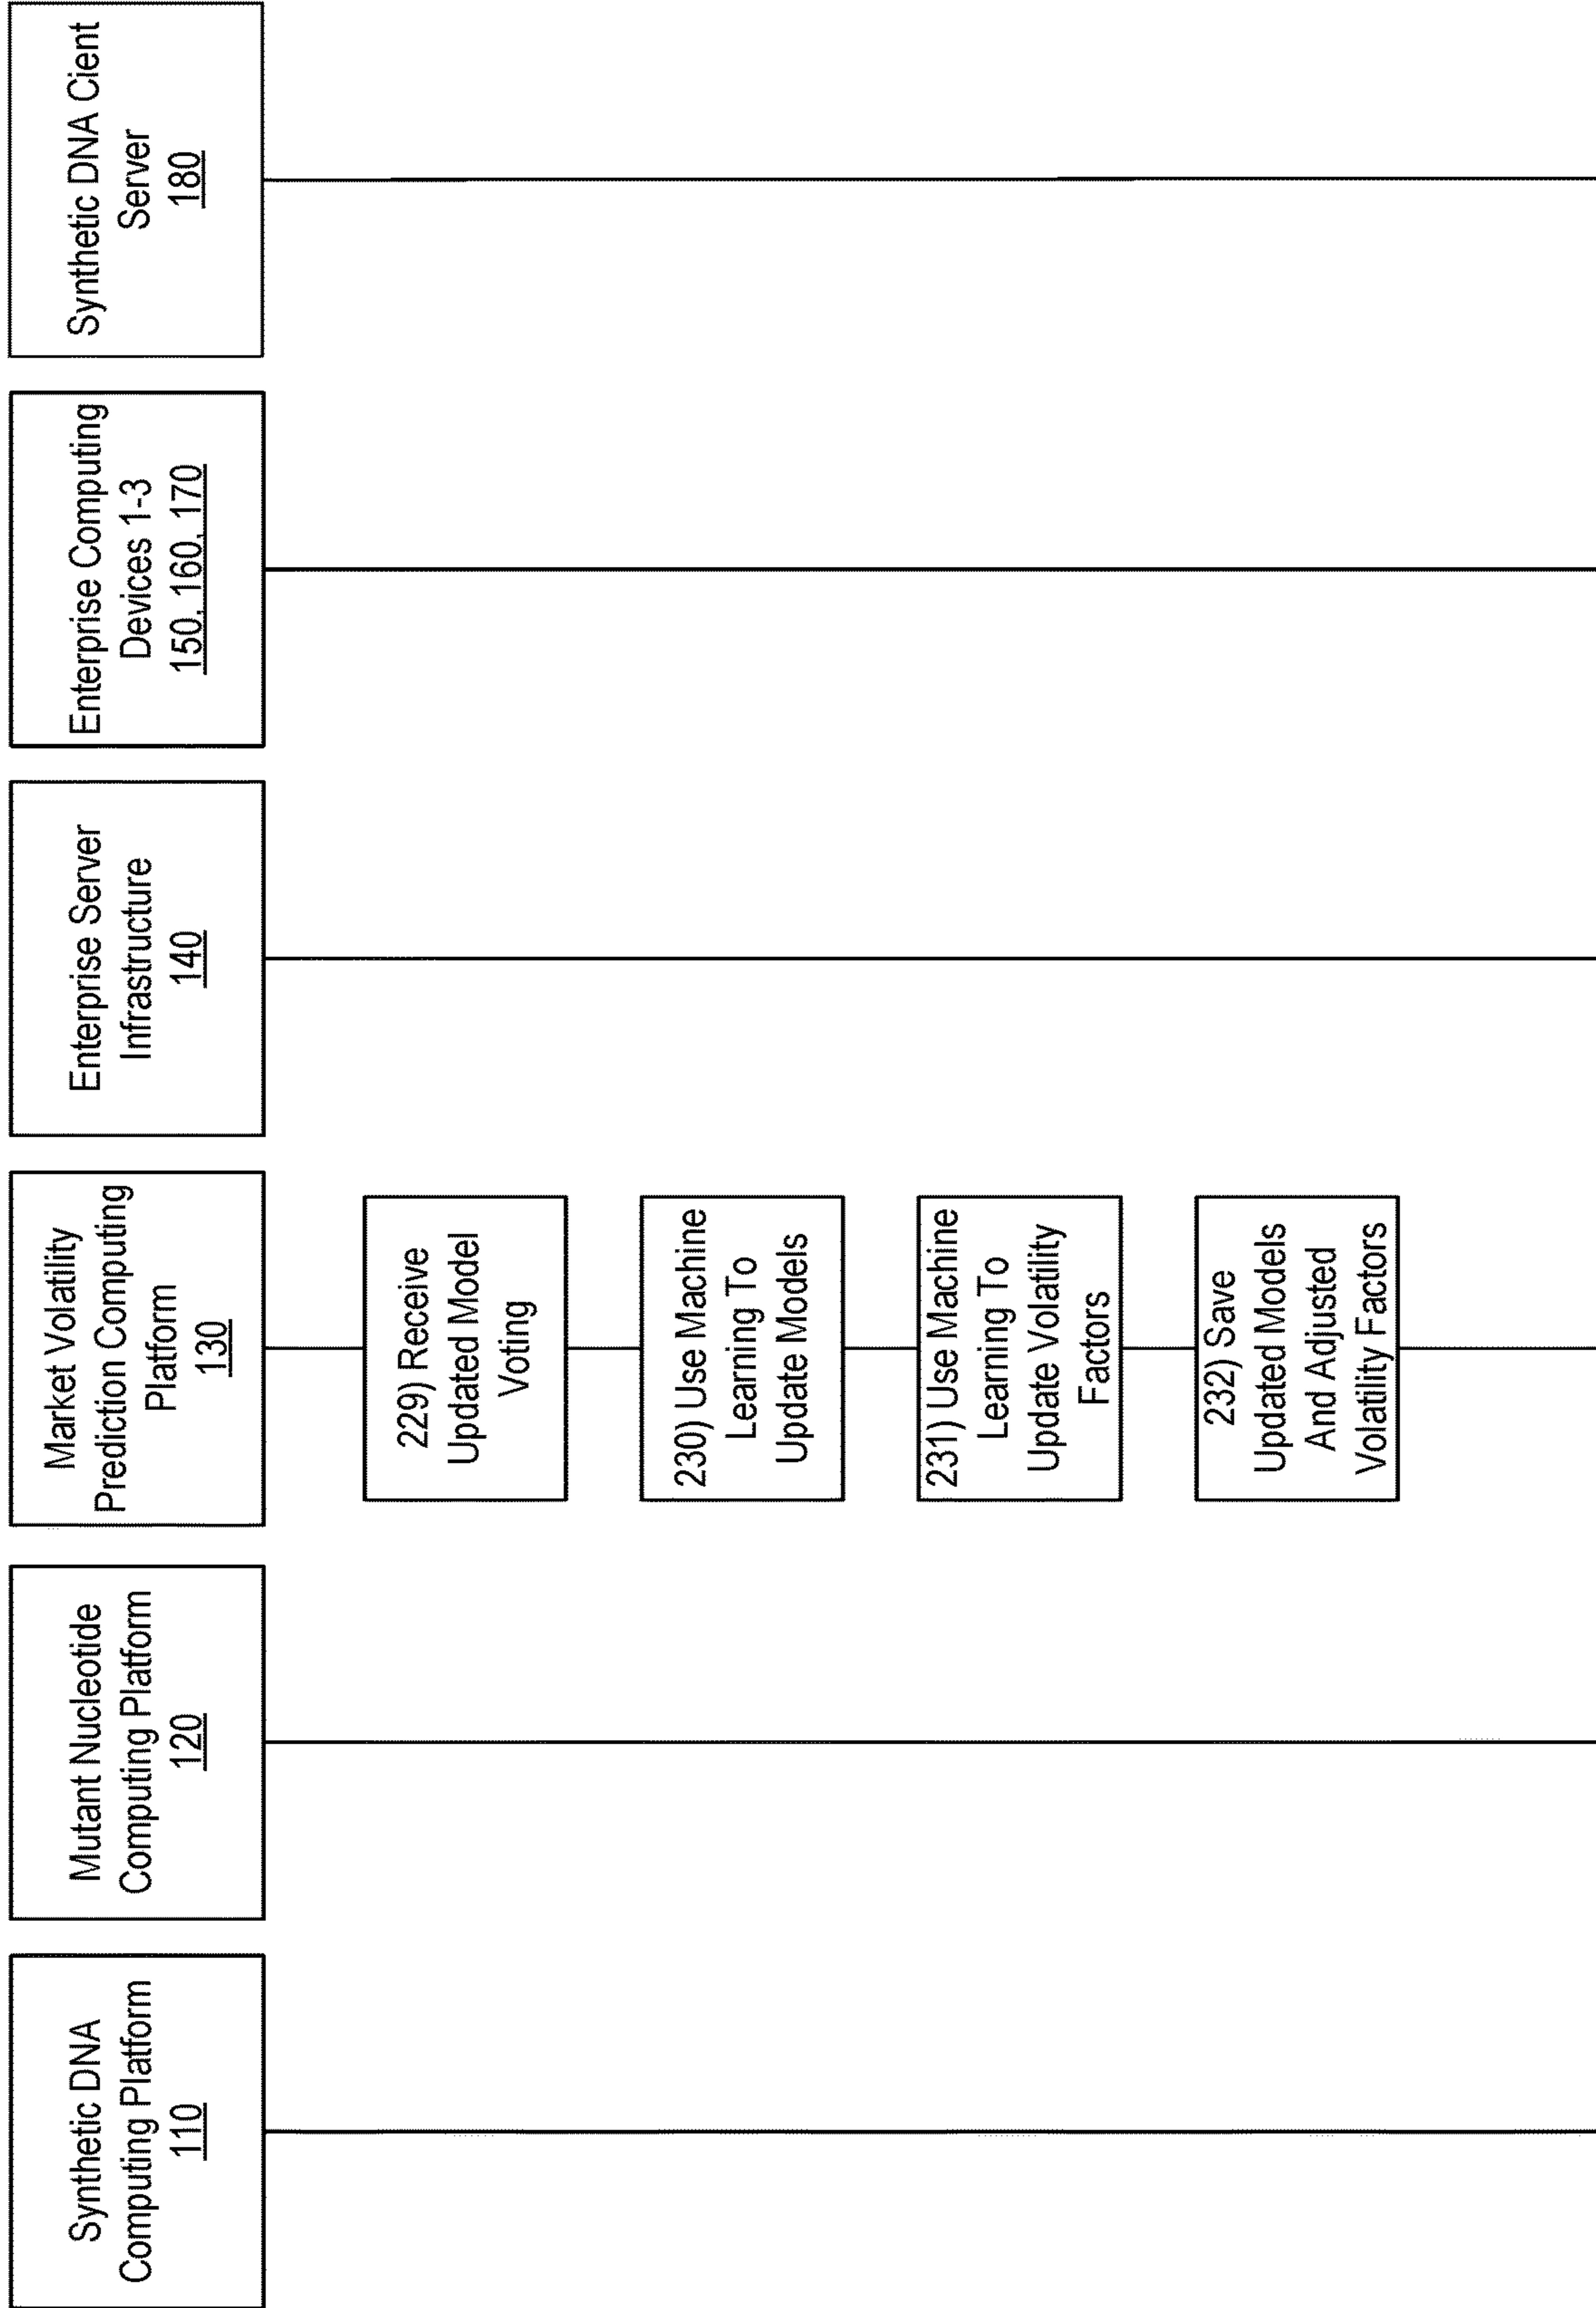 Synthetic DNA
Computing Platform
110
Mutant Nucleotide
Computing Platform
120
Market Volatility
Prediction Computing
Platform
130
Enterprise Server
Infrastructure
140
Enterprise Computing
Devices 1-3
150, 160, 170
Synthetic DNA Cient
Server
180
229) Receive
Updated Model
Voting
230) Use Machine
Learning To
Update Models
231) Use Machine
Learning To
Update Volatility
Factors
232) Save
Updated Models
And Adjusted
Volatility Factors